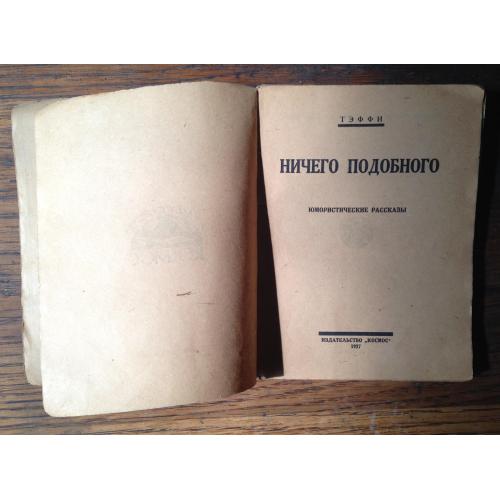 ТЭФФИ
НИЧЕГО ПОДОБНОГО
ЮМОРИСТИЧЕСКИЕ РАССКАЗЫ
ИЗДАТЕЛЬСТВО „КОСМОС"
1927